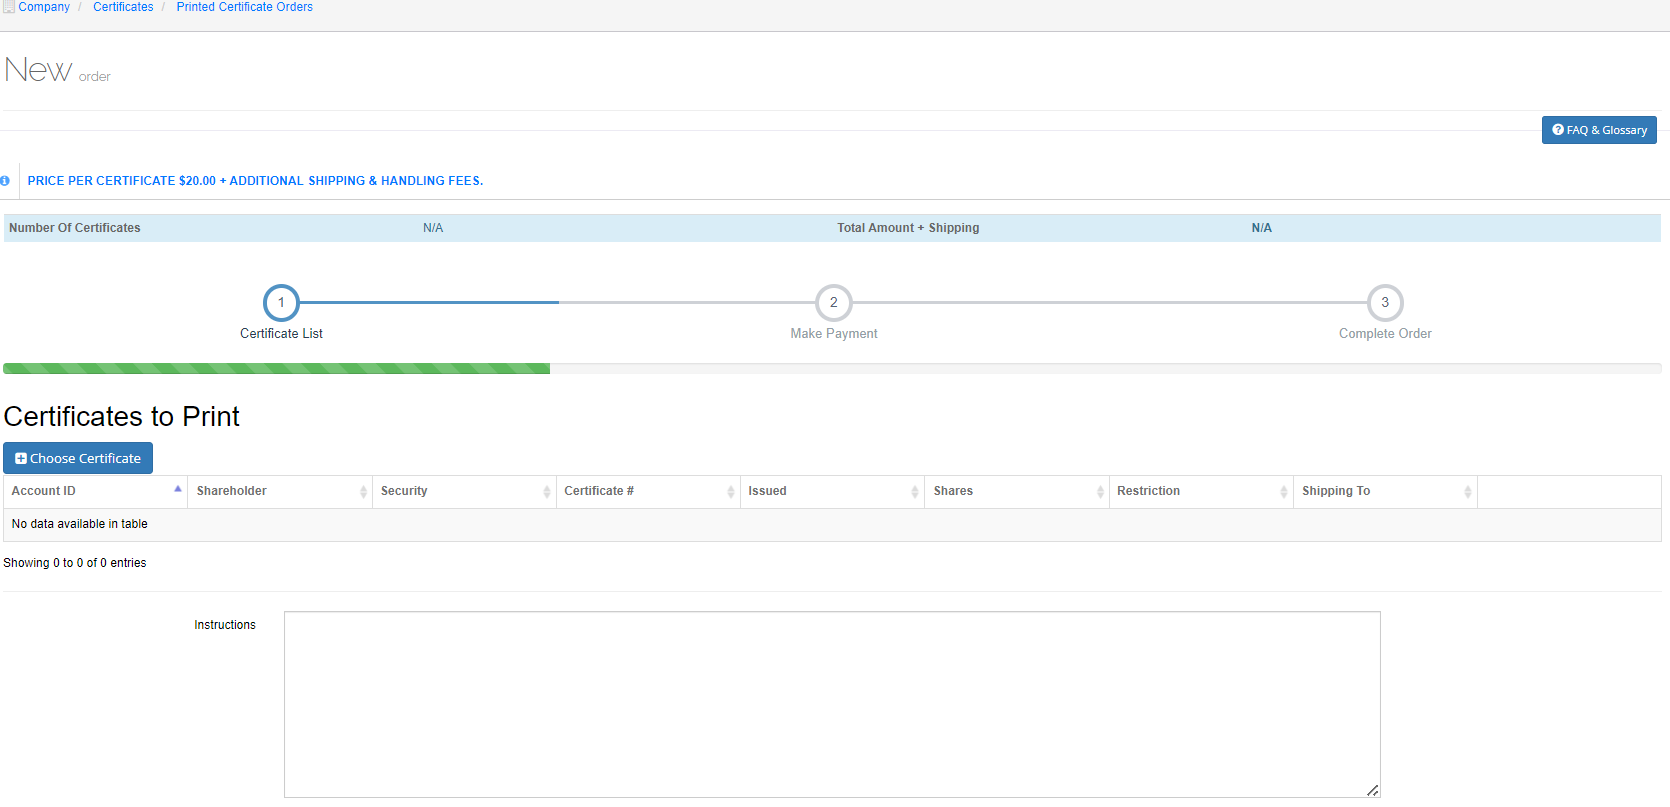 Company / Certificates / Printed Certificate Orders
New order
FAQ & Glossary
PRICE PER CERTIFICATE $20.00 + ADDITIONAL SHIPPING & HANDLING FEES.
Number Of Certificates N/A Total Amount + Shipping N/A
1 2 3
Certificate List Make Payment Complete Order
Certificates to Print
Choose Certificate
Account ID Shareholder Security Certificate # Issued Shares Restriction Shipping To
No data available in table
Showing 0 to 0 of 0 entries
Instructions